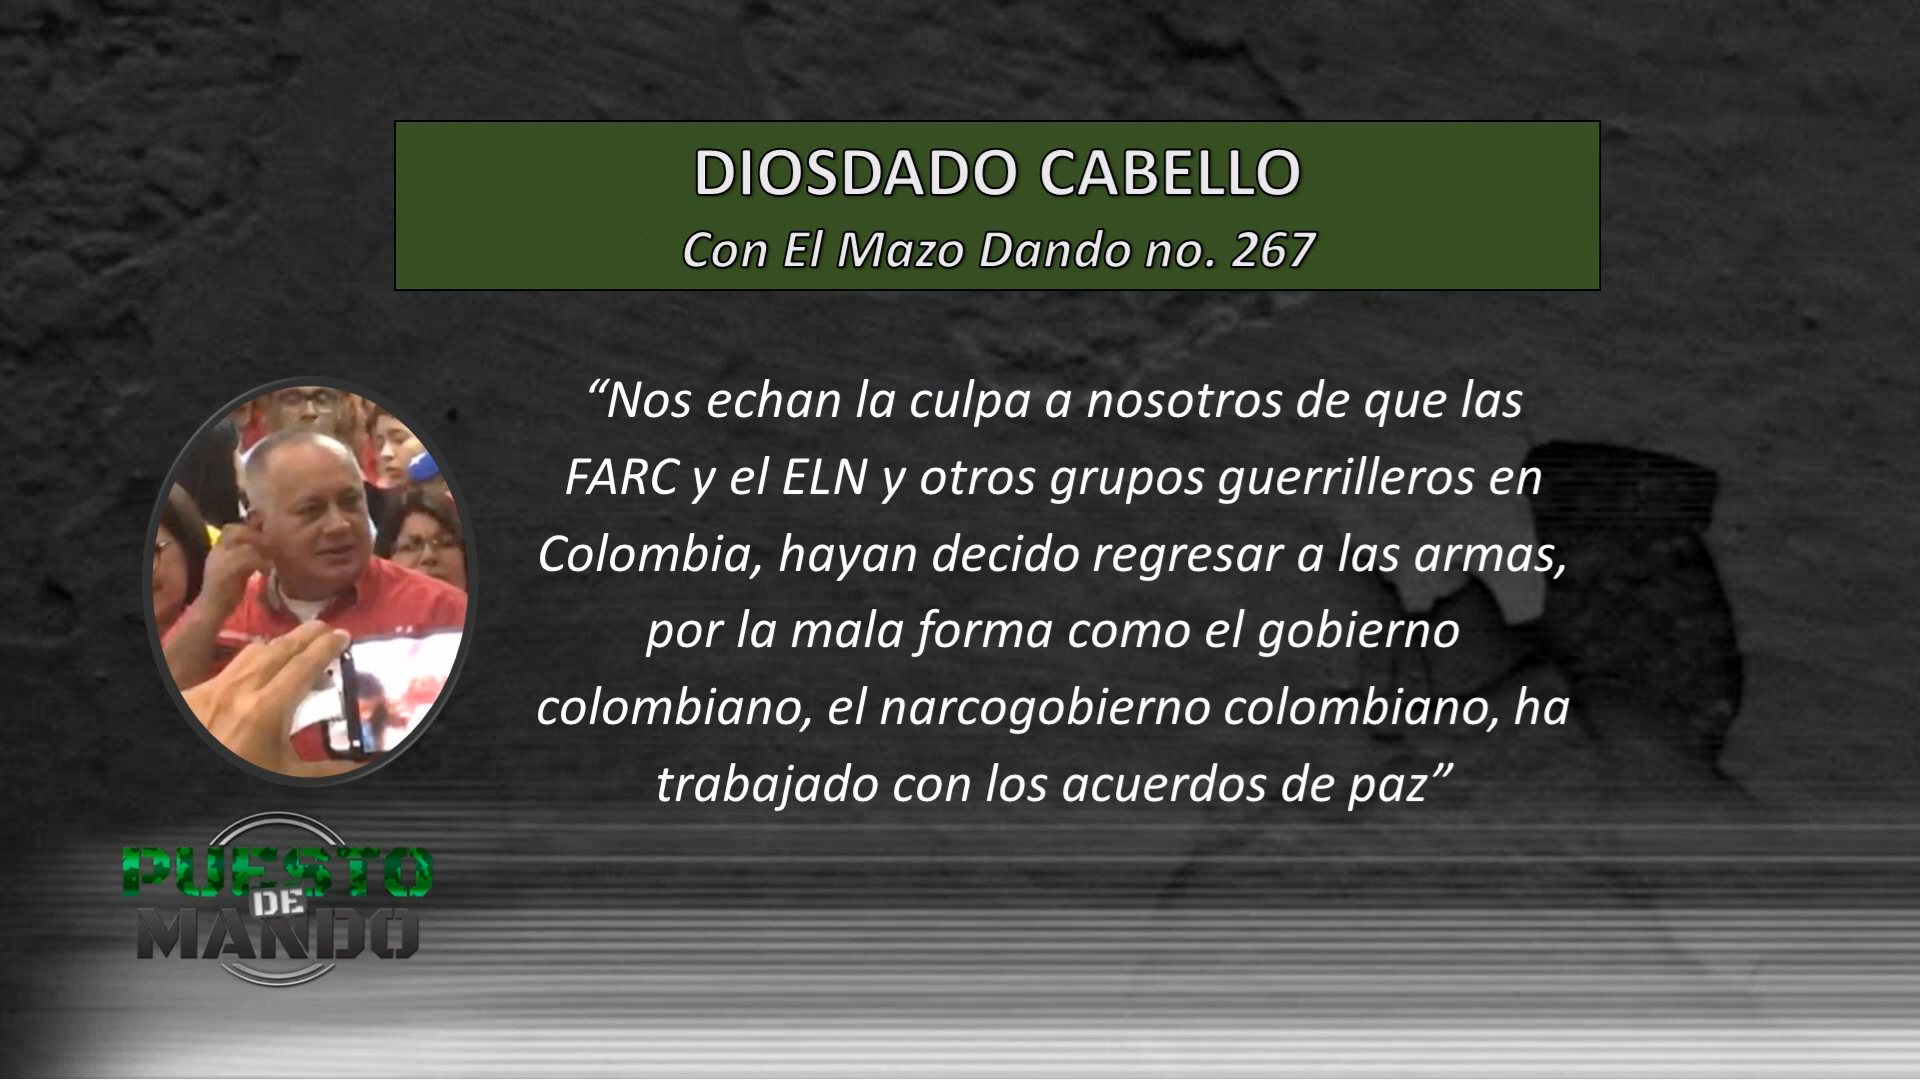 DIOSDADO CABELLO
Con El Mazo Dando no. 267
“Nos echan la culpa a nosotros de que las
FARC y el ELN y otros grupos guerrilleros en
Colombia, hayan decido regresar a las armas,
por la mala forma como el gobierno
colombiano, el narcogobierno colombiano, ha
trabajado con los acuerdos de paz”
PUESTO
DE
MANDO